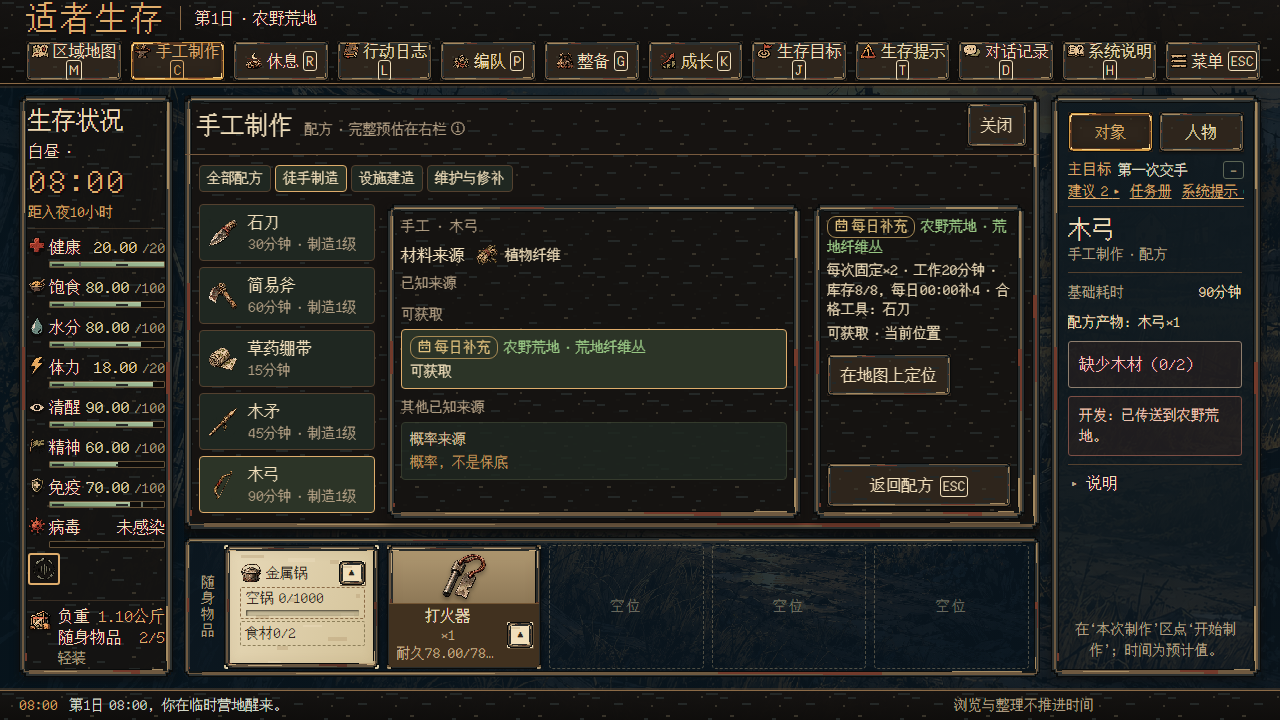 适者生存
第1日 · 农野荒地
区域地图 M
手工制作 C
休息 R
行动日志 L
编队 P
整备 G
成长 K
生存目标 J
生存提示 T
对话记录 D
系统说明 H
菜单 ESC
生存状况
白昼 ·
08:00
距入夜10小时
健康 20.00 /20
饱食 80.00 /100
水分 80.00 /100
体力 18.00 /20
清醒 90.00 /100
精神 60.00 /100
免疫 70.00 /100
病毒 未感染
负重 1.10公斤
随身物品 2/5
轻装
手工制作 配方 · 完整预估在右栏
关闭
全部配方 徒手制造 设施建造 维护与修补
石刀
30分钟 · 制造1级
简易斧
60分钟 · 制造1级
草药绷带
15分钟
木矛
45分钟 · 制造1级
木弓
90分钟 · 制造1级
手工 · 木弓
材料来源 植物纤维
已知来源
可获取
每日补充 农野荒地 · 荒地纤维丛
可获取
其他已知来源
概率来源
概率，不是保底
每日补充 农野荒地 · 荒
地纤维丛
每次固定×2 · 工作20分钟 ·
库存8/8，每日00:00补4 · 合
格工具: 石刀
可获取 · 当前位置
在地图上定位
返回配方 ESC
随身物品
金属锅
空锅 0/1000
食材0/2
打火器
×1
耐久78.00/78…
空位
空位
空位
对象 人物
主目标 第一次交手 –
建议 2 ▸ 任务册 系统提示
木弓
手工制作 · 配方
基础耗时 90分钟
配方产物: 木弓×1
缺少木材 (0/2)
开发: 已传送到农野荒
地。
▸ 说明
在‘本次制作’区点‘开始制
作’；时间为预计值。
08:00 第1日 08:00，你在临时营地醒来。
浏览与整理不推进时间